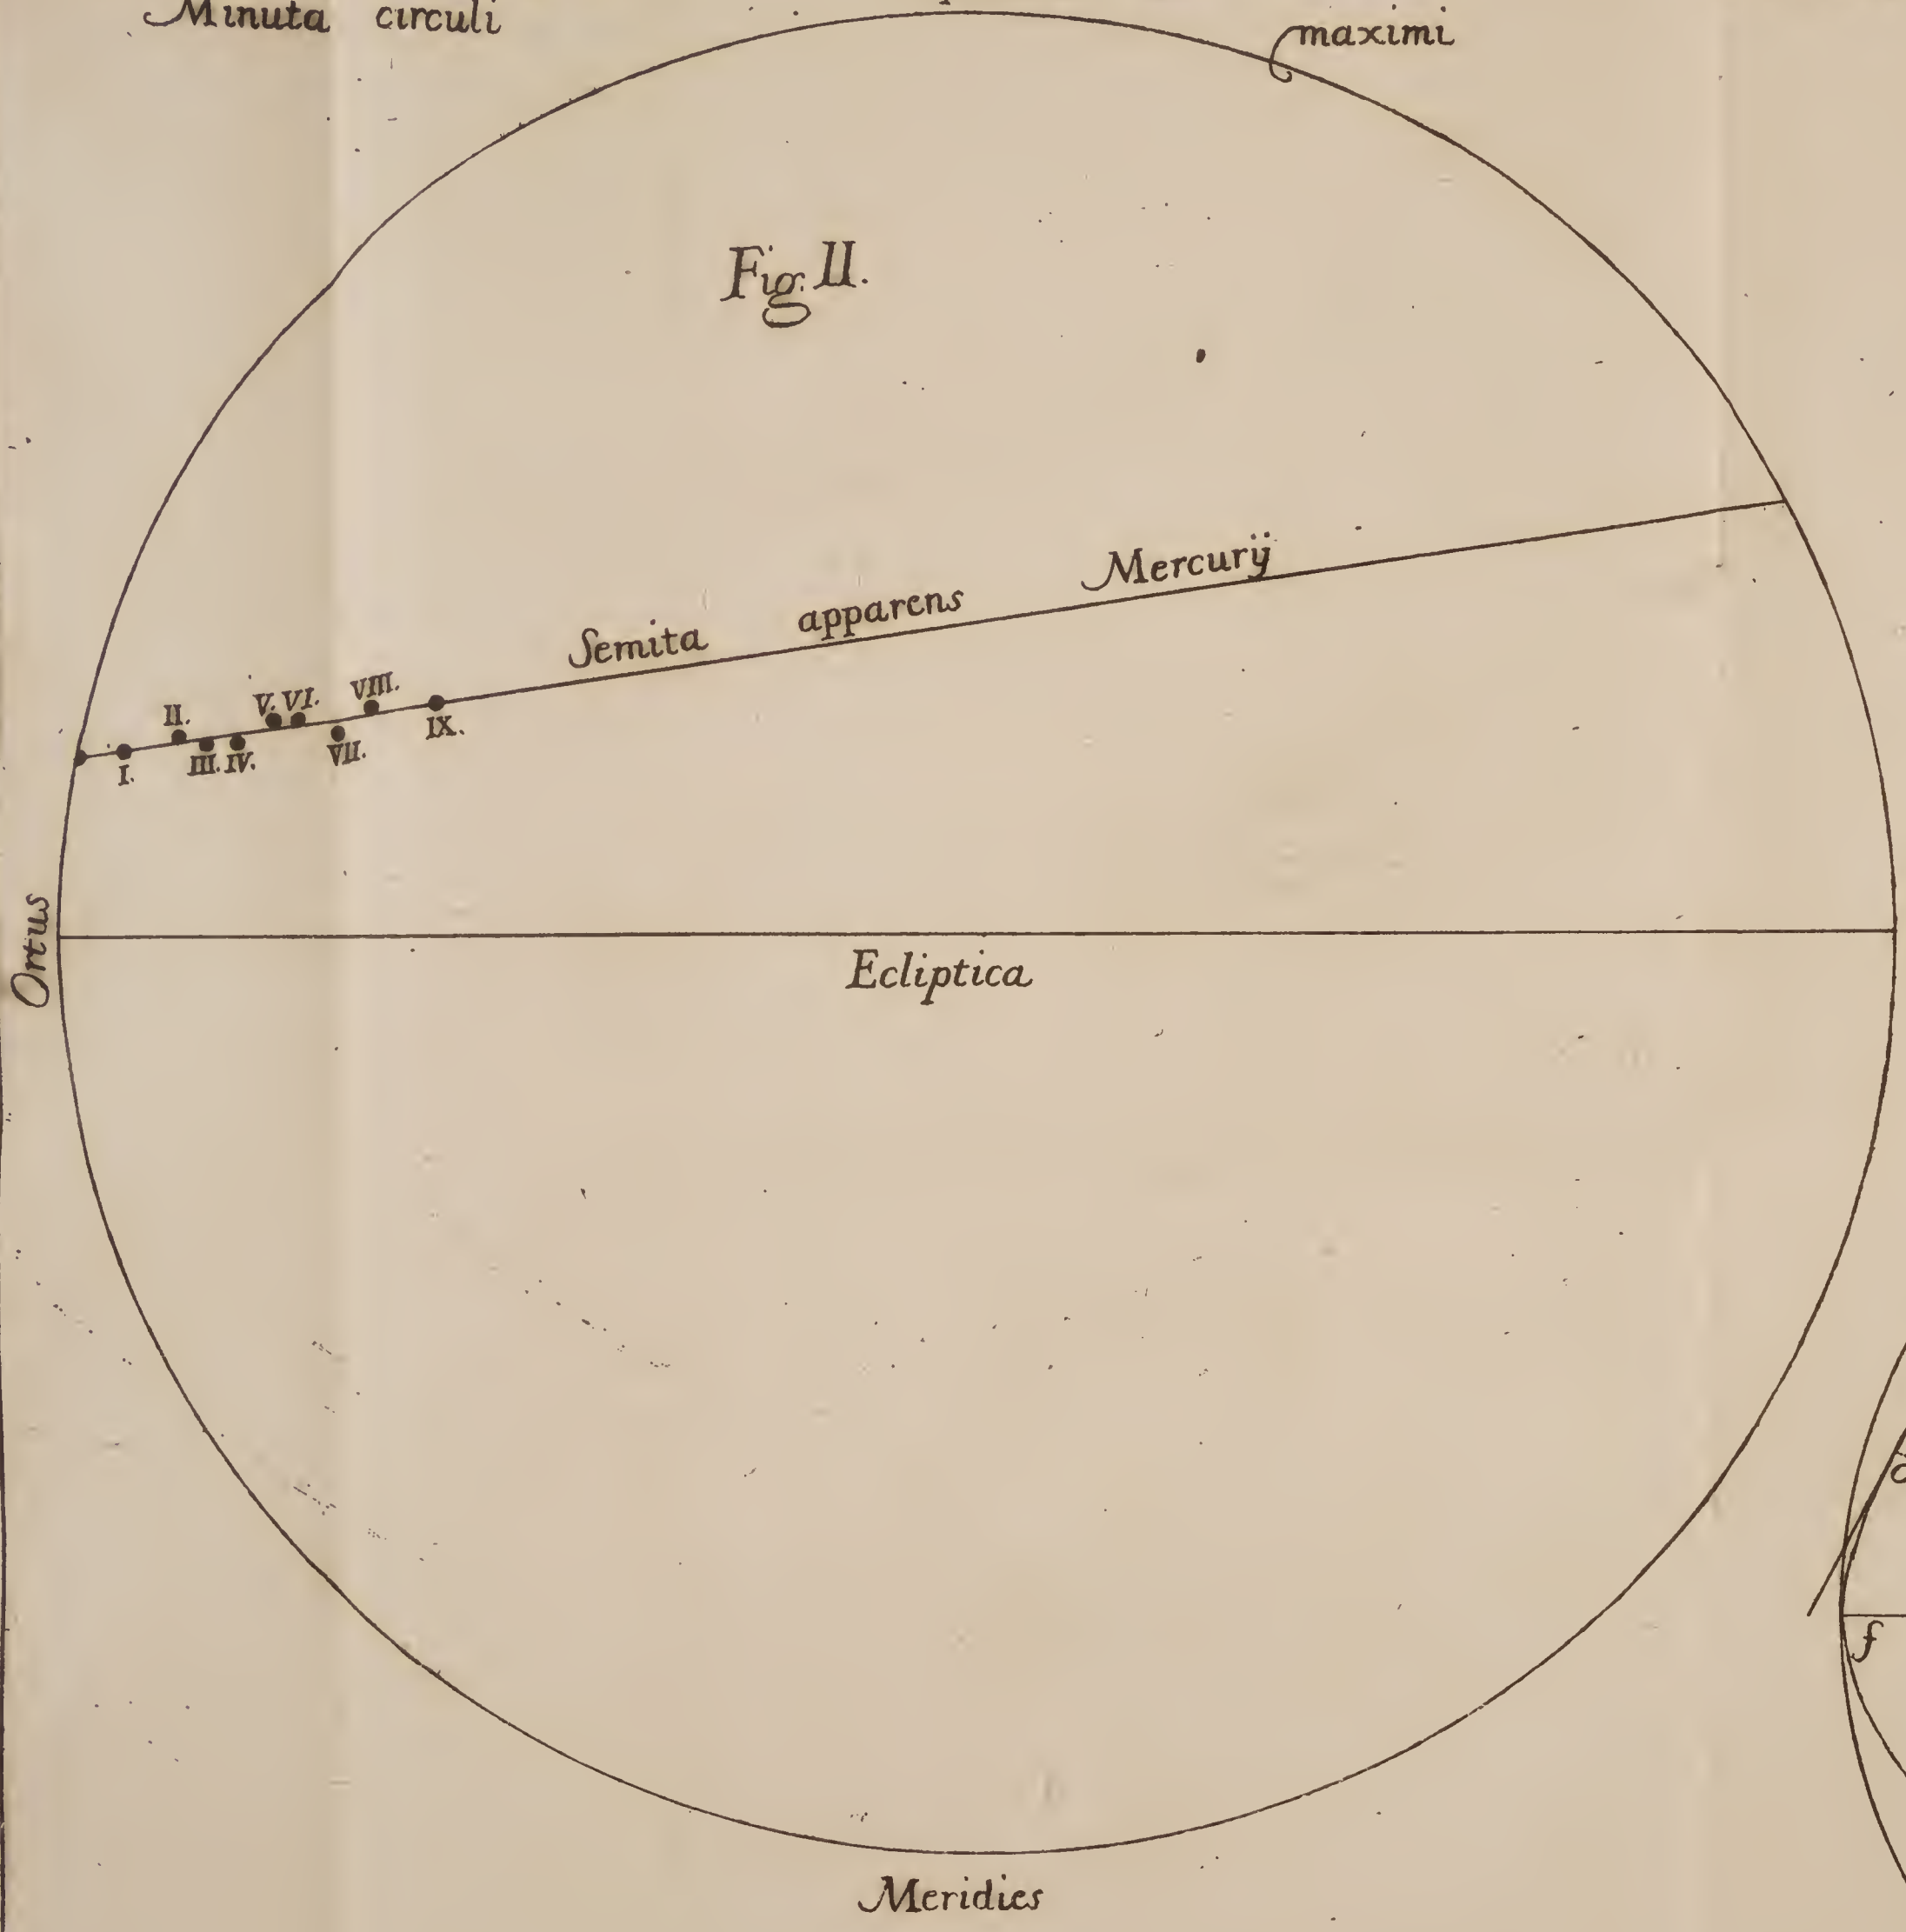 Minuta circuli maximi
Fig. II.
Semita apparens Mercurij
I.
II.
III.
IV.
V.
VI.
VII.
VIII.
IX.
Ortus
Ecliptica
f
Meridies